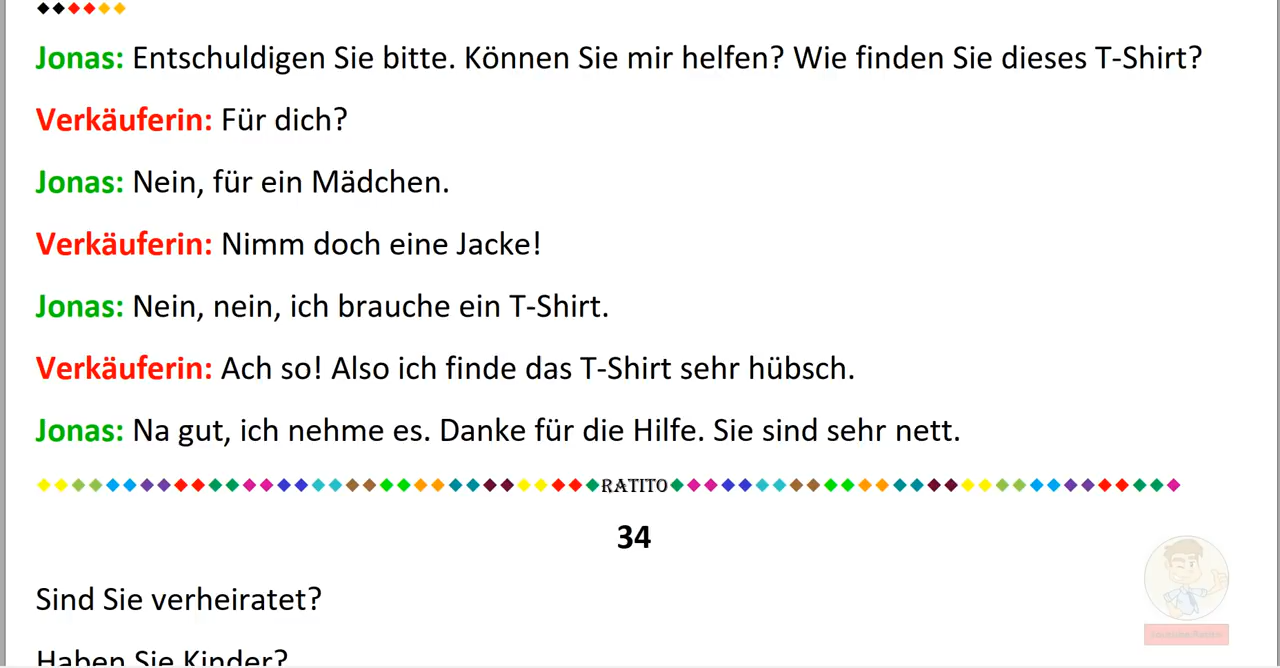 Jonas: Entschuldigen Sie bitte. Können Sie mir helfen? Wie finden Sie dieses T-Shirt?
Verkäuferin: Für dich?
Jonas: Nein, für ein Mädchen.
Verkäuferin: Nimm doch eine Jacke!
Jonas: Nein, nein, ich brauche ein T-Shirt.
Verkäuferin: Ach so! Also ich finde das T-Shirt sehr hübsch.
Jonas: Na gut, ich nehme es. Danke für die Hilfe. Sie sind sehr nett.
RATITO
34
Sind Sie verheiratet?
Haben Sie Kinder?